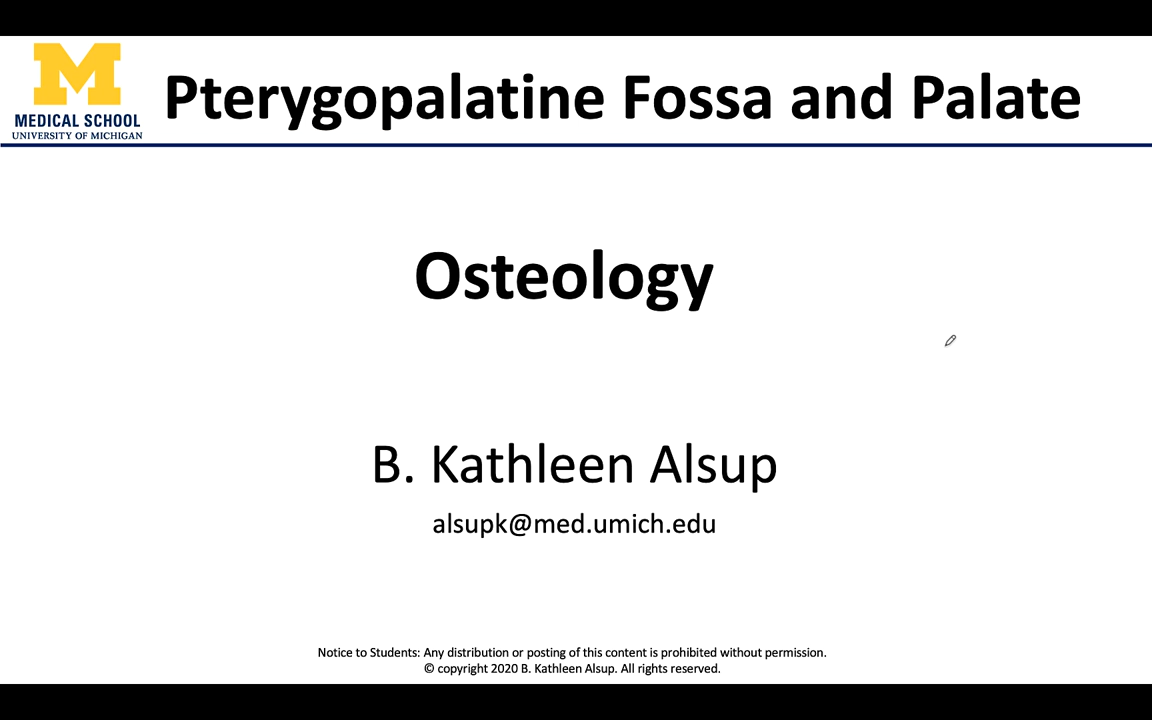 MEDICAL SCHOOL
UNIVERSITY OF MICHIGAN
Pterygopalatine Fossa and Palate
Osteology
B. Kathleen Alsup
alsupk@med.umich.edu
Notice to Students: Any distribution or posting of this content is prohibited without permission.
© copyright 2020 B. Kathleen Alsup. All rights reserved.